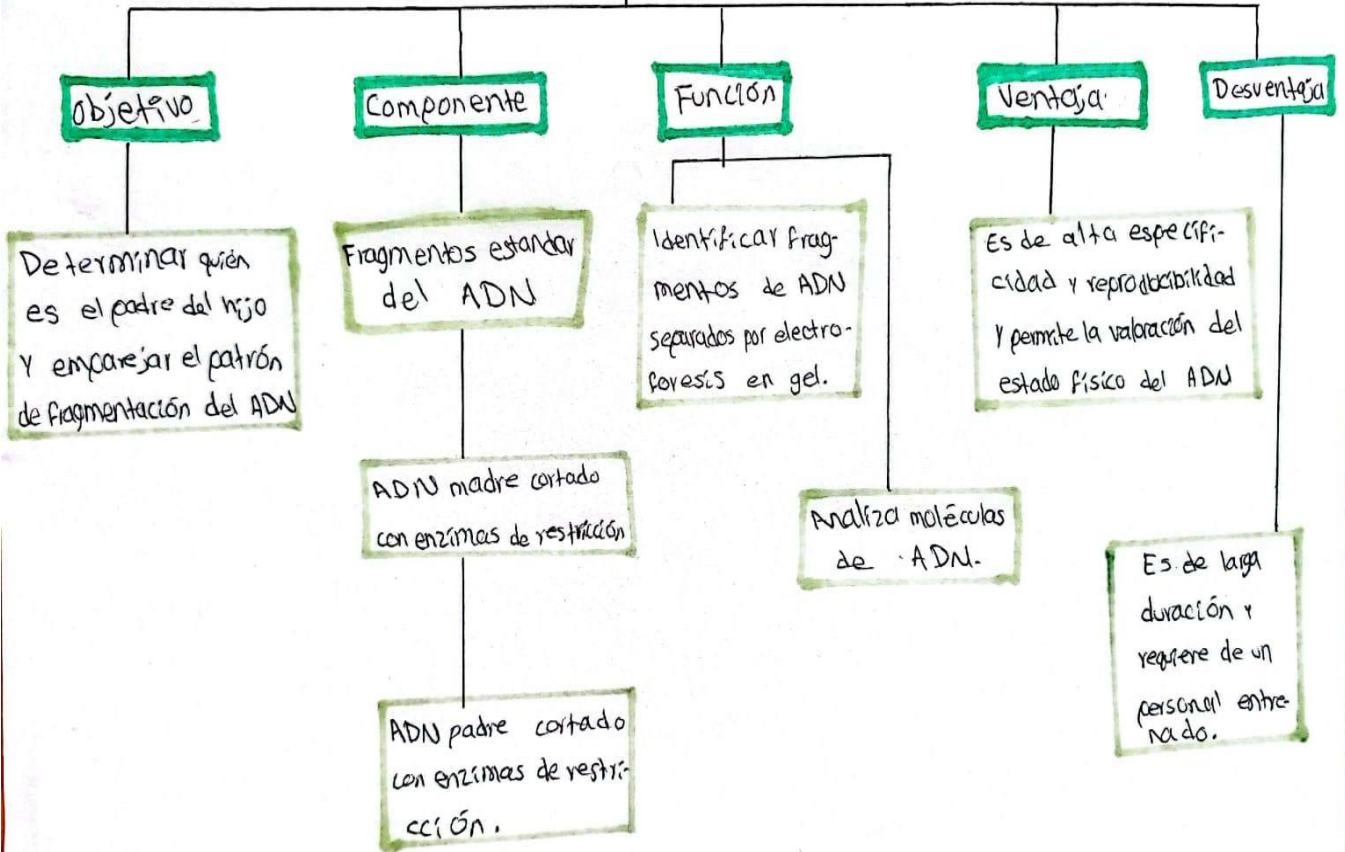 Objetivo
Componente
Función
Ventaja
Desventaja
Determinar quién
es el padre del hijo
y emparejar el patrón
de fragmentación del ADN
Fragmentos estandar
del ADN
ADN madre cortado
con enzimas de restricción
ADN padre cortado
con enzimas de restri-
cción.
Identificar frag-
mentos de ADN
separados por electro-
foresis en gel.
Analiza moléculas
de ADN.
Es de alta especifi-
cidad y reproducibilidad
y permite la valoración del
estado físico del ADN
Es de larga
duración y
requiere de un
personal entre-
nado.